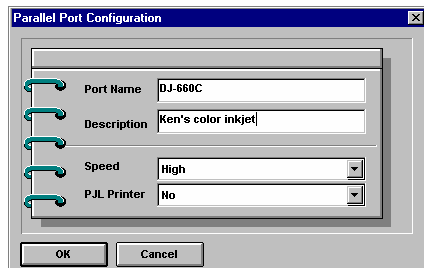 Parallel Port Configuration
Port Name DJ-660C
Description Ken's color inkjet
Speed High
PJL Printer No
OK Cancel